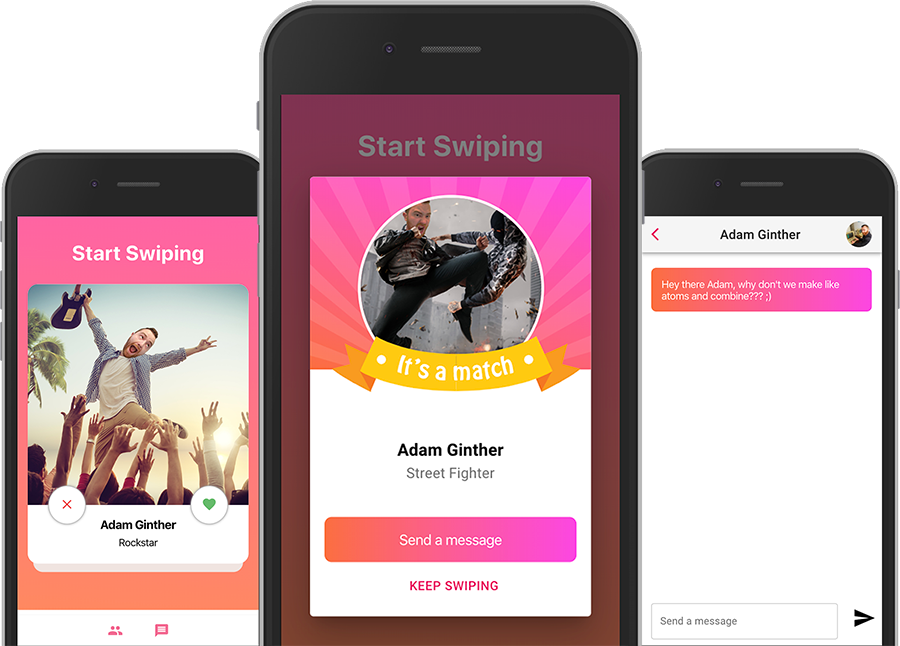 Start Swiping
Adam Ginther
Rockstar
Start Swiping
It's a match
Adam Ginther
Street Fighter
Send a message
KEEP SWIPING
Adam Ginther
Hey there Adam, why don't we make like
atoms and combine??? ;)
Send a message